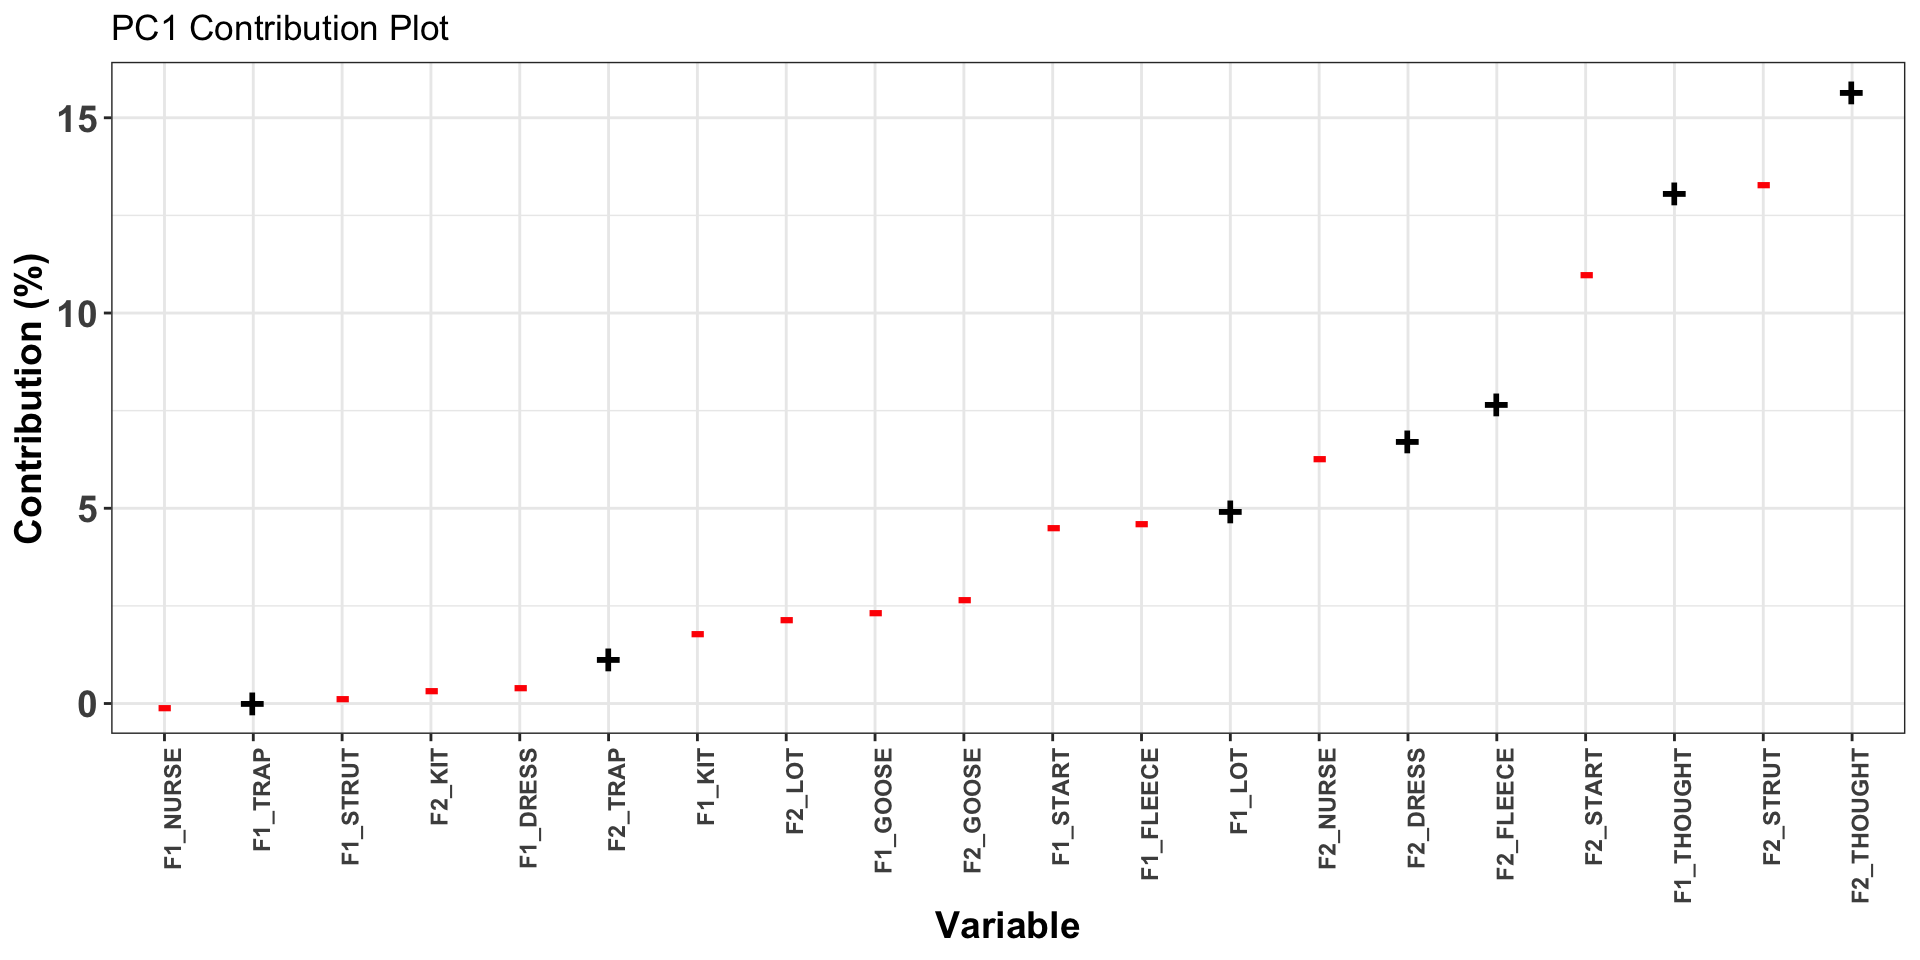 PC1 Contribution Plot
15
10
5
0
Contribution (%)
F1_NURSE
F1_TRAP
F1_STRUT
F2_KIT
F1_DRESS
F2_TRAP
F1_KIT
F2_LOT
F1_GOOSE
F2_GOOSE
F1_START
F1_FLEECE
F1_LOT
F2_NURSE
F2_DRESS
F2_FLEECE
F2_START
F1_THOUGHT
F2_STRUT
F2_THOUGHT
Variable